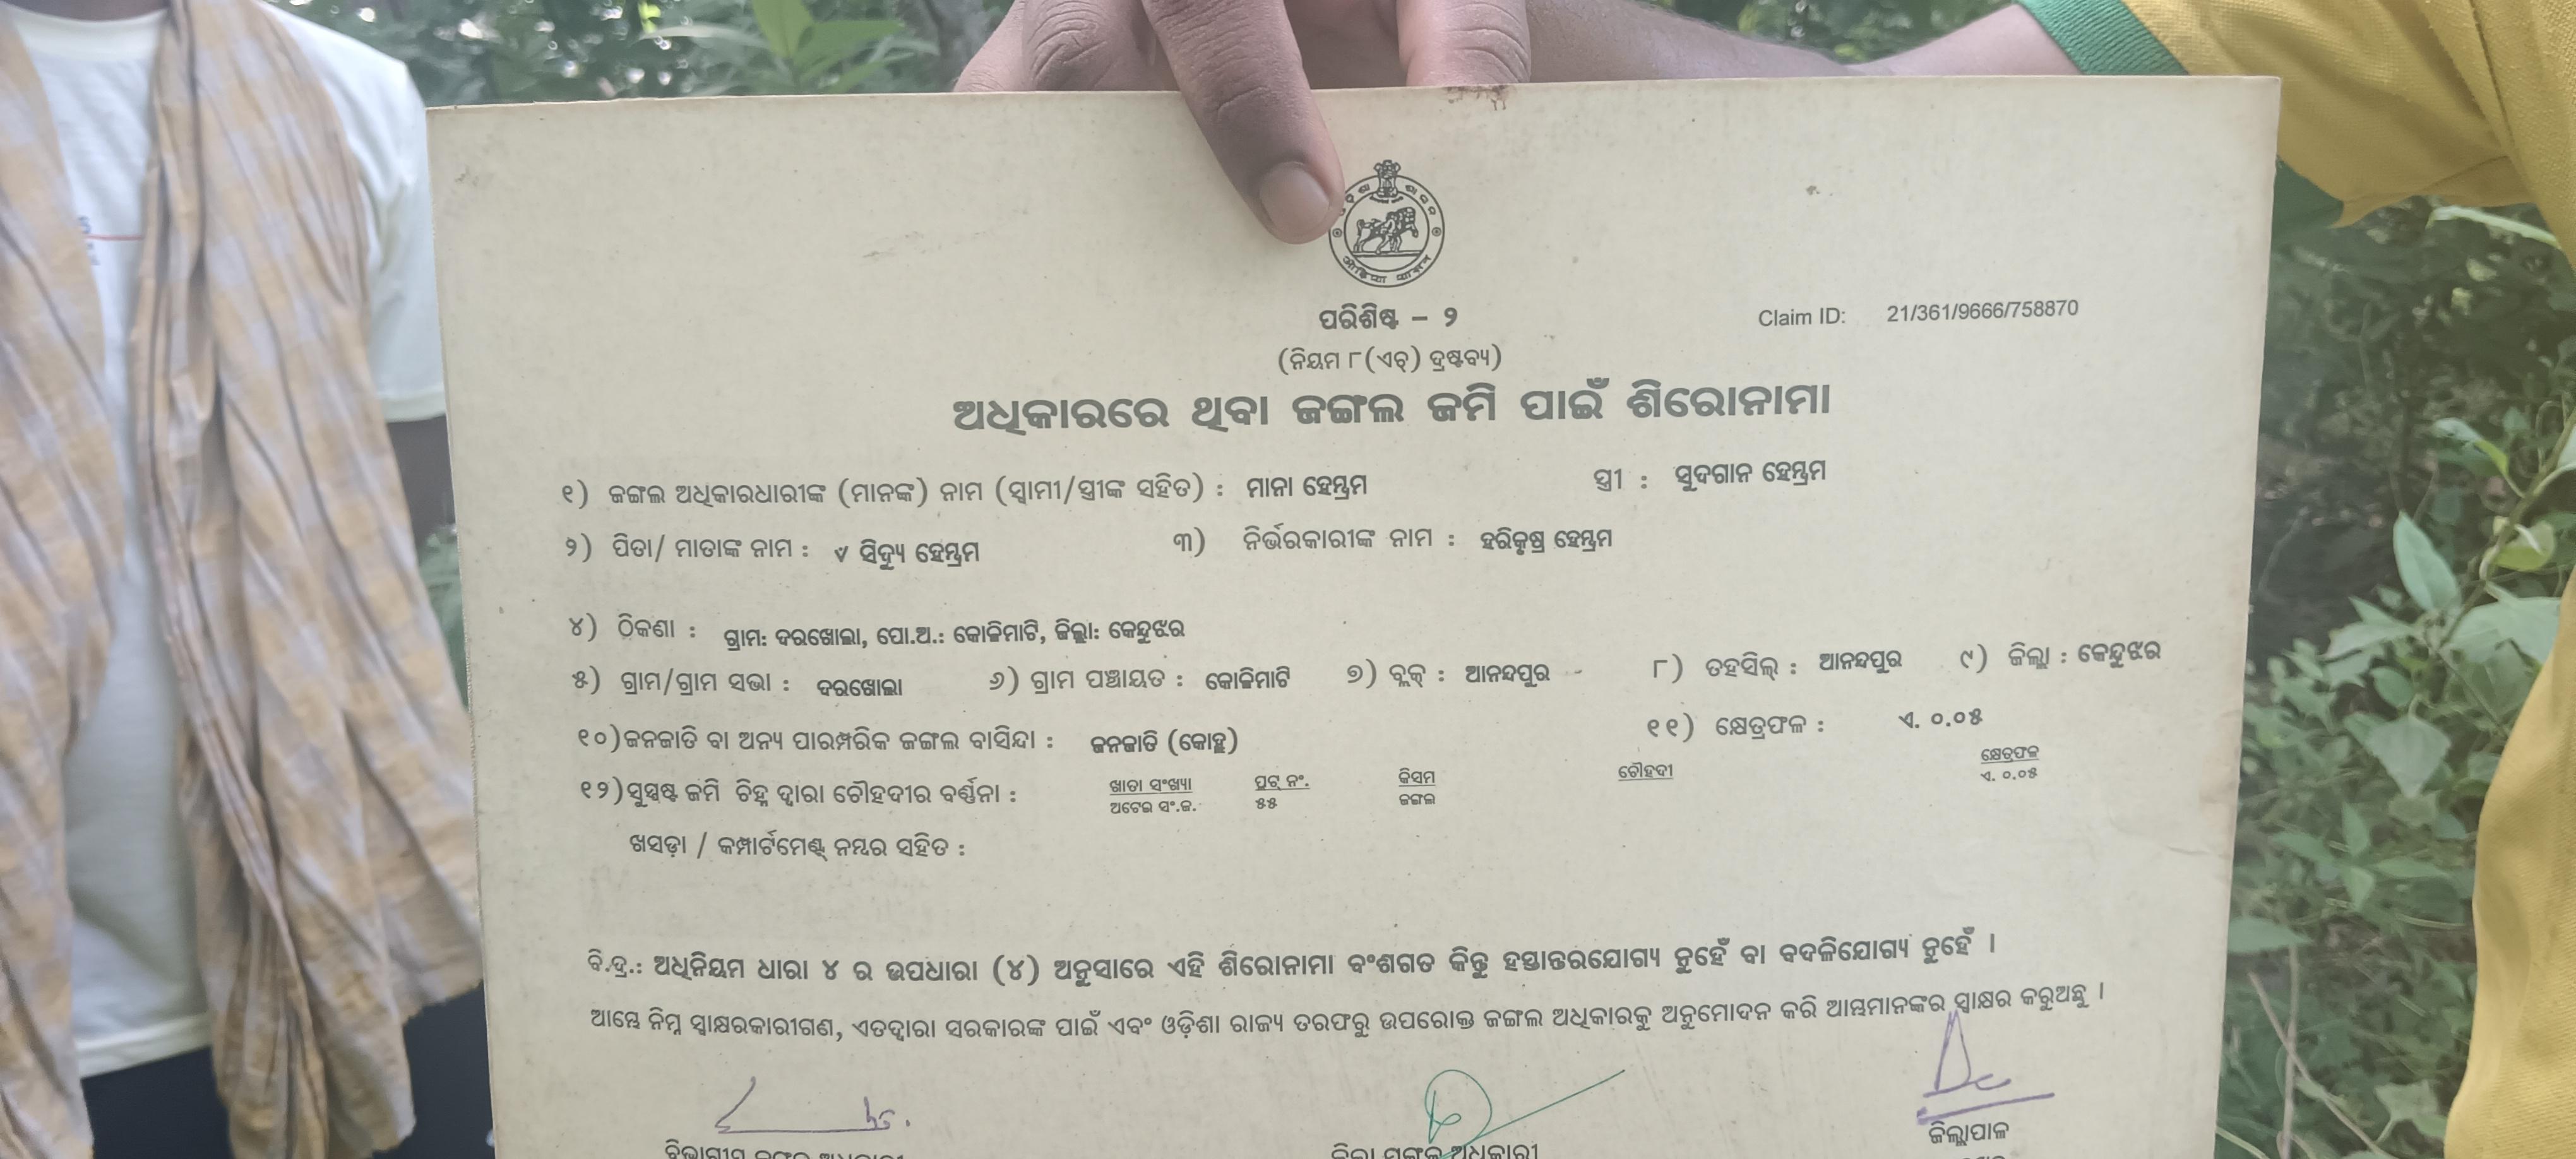 ପରିଶିଷ୍ଟ – ୨
Claim ID: 21/361/9666/758870
(ନିୟମ ୮(ଏଚ୍) ଦ୍ରଷ୍ଟବ୍ୟ)
ଅଧିକାରରେ ଥିବା ଜଙ୍ଗଲ ଜମି ପାଇଁ ଶିରୋନାମା
୧) ଜଙ୍ଗଲ ଅଧିକାରଧାରୀଙ୍କ (ମାନଙ୍କ) ନାମ (ସ୍ୱାମୀ/ସ୍ତ୍ରୀଙ୍କ ସହିତ) : ମାନା ହେମ୍ବ୍ରମ ସ୍ତ୍ରୀ : ସୁଦଗାନ ହେମ୍ବ୍ରମ
୨) ପିତା/ ମାତାଙ୍କ ନାମ : ସିଦ୍ୟୁ ହେମ୍ବ୍ରମ ୩) ନିର୍ଭରକାରୀଙ୍କ ନାମ : ହରିକୃଷ୍ଣ ହେମ୍ବ୍ରମ
୪) ଠିକଣା : ଗ୍ରାମ: ଦରଖୋଲା, ପୋ.ଅ.: କୋଳିମାଟି, ଜିଲ୍ଲା: କେନ୍ଦୁଝର
୫) ଗ୍ରାମ/ଗ୍ରାମ ସଭା : ଦରଖୋଲା ୬) ଗ୍ରାମ ପଞ୍ଚାୟତ : କୋଳିମାଟି ୭) ବ୍ଲକ୍ : ଆନନ୍ଦପୁର ୮) ତହସିଲ୍ : ଆନନ୍ଦପୁର ୯) ଜିଲ୍ଲା : କେନ୍ଦୁଝର
୧୦) ଜନଜାତି ବା ଅନ୍ୟ ପାରମ୍ପରିକ ଜଙ୍ଗଲ ବାସିନ୍ଦା : ଜନଜାତି (କୋହ୍ଲ) ୧୧) କ୍ଷେତ୍ରଫଳ : ଏ. ୦.୦୫
୧୨) ସୁସ୍ପଷ୍ଟ ଜମି ଚିହ୍ନ ଦ୍ୱାରା ଚୌହଦୀର ବର୍ଣ୍ଣନା : ଖାତା ସଂଖ୍ୟା ପ୍ଲଟ୍ ନଂ. କିସମ ଚୌହଦୀ କ୍ଷେତ୍ରଫଳ
ଅଟେଇ ସଂ.ଜ. ୫୫ ଜଙ୍ଗଲ ଏ. ୦.୦୫
ଖସଡ଼ା / କମ୍ପାର୍ଟମେଣ୍ଟ୍ ନମ୍ବର ସହିତ :
ବି.ଦ୍ର.: ଅଧିନିୟମ ଧାରା ୪ ର ଉପଧାରା (୪) ଅନୁସାରେ ଏହି ଶିରୋନାମା ବଂଶଗତ କିନ୍ତୁ ହସ୍ତାନ୍ତରଯୋଗ୍ୟ ନୁହେଁ ବା ବଦଳିଯୋଗ୍ୟ ନୁହେଁ ।
ଆମ୍ଭେ ନିମ୍ନ ସ୍ୱାକ୍ଷରକାରୀଗଣ, ଏତଦ୍ୱାରା ସରକାରଙ୍କ ପାଇଁ ଏବଂ ଓଡ଼ିଶା ରାଜ୍ୟ ତରଫରୁ ଉପରୋକ୍ତ ଜଙ୍ଗଲ ଅଧିକାରକୁ ଅନୁମୋଦନ କରି ଆମ୍ଭମାନଙ୍କର ସ୍ୱାକ୍ଷର କରୁଅଛୁ ।
ବିଭାଗୀୟ ଜଙ୍ଗଲ ଅଧିକାରୀ ଜିଲ୍ଲା ମଙ୍ଗଳ ଅଧିକାରୀ ଜିଲ୍ଲାପାଳ